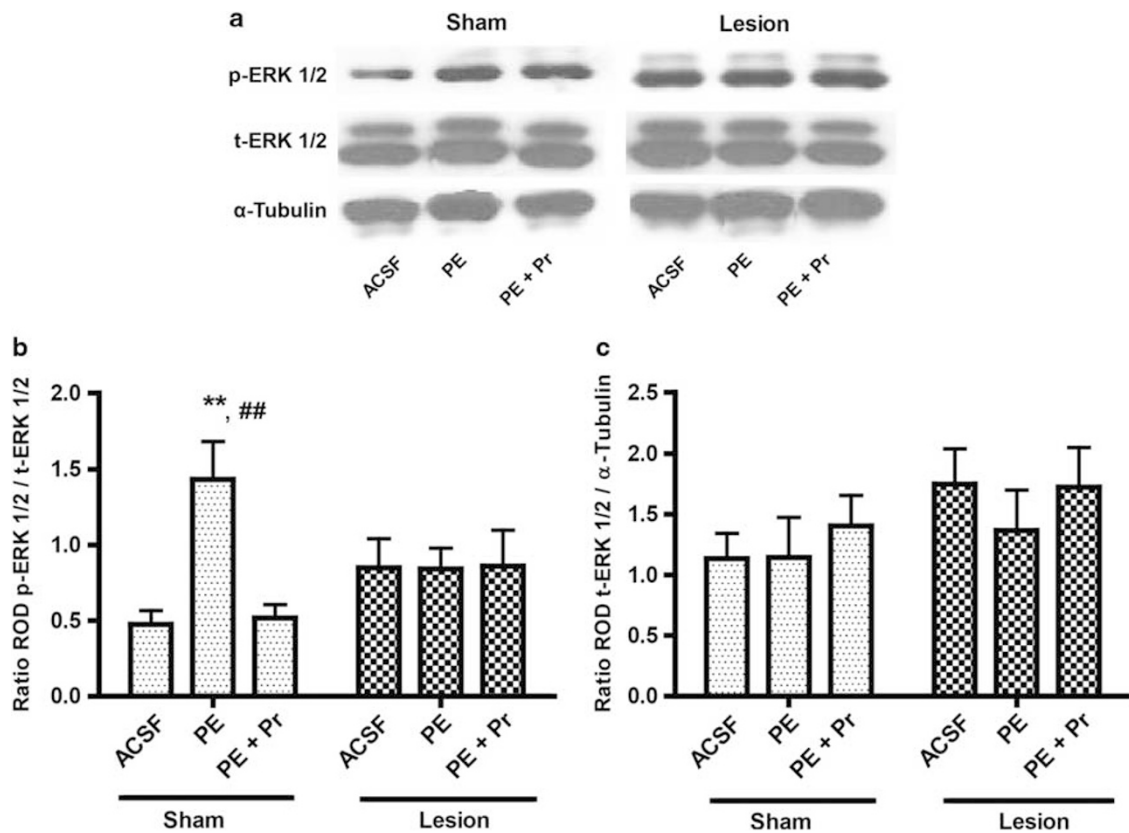 a
Sham Lesion
p-ERK 1/2
t-ERK 1/2
α-Tubulin
ACSF PE PE + Pr ACSF PE PE + Pr
b
Ratio ROD p-ERK 1/2 / t-ERK 1/2
2.0
1.5
1.0
0.5
0.0
**, ##
ACSF PE PE + Pr ACSF PE PE + Pr
Sham Lesion
c
Ratio ROD t-ERK 1/2 / α-Tubulin
2.5
2.0
1.5
1.0
0.5
0.0
ACSF PE PE + Pr ACSF PE PE + Pr
Sham Lesion